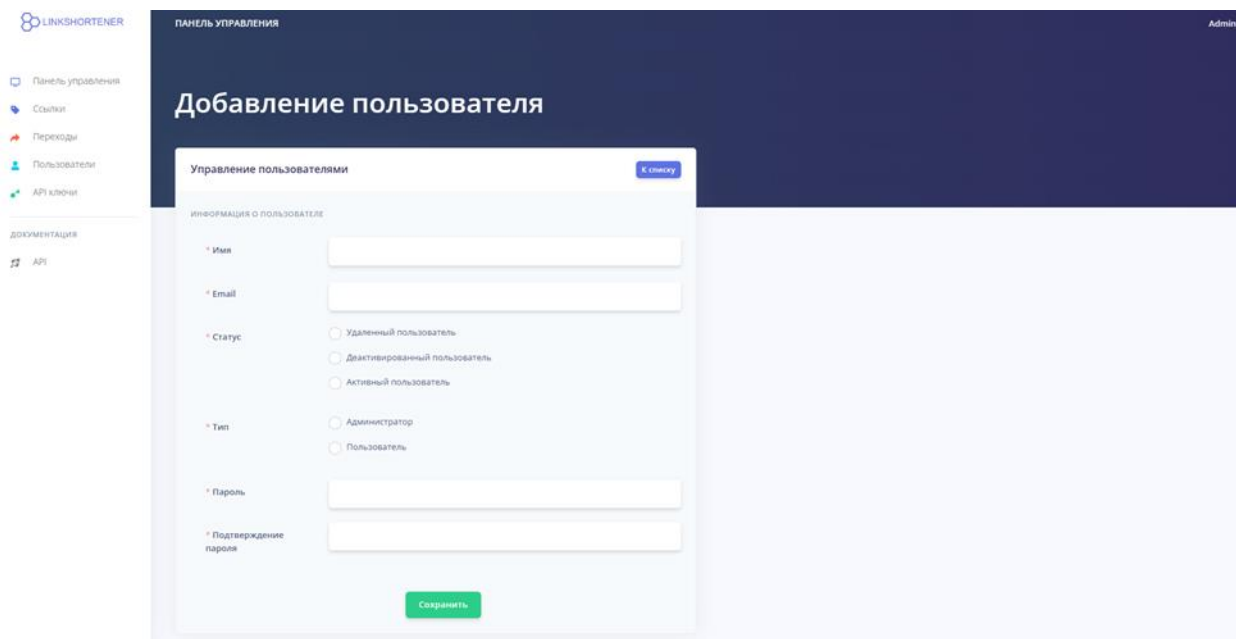 LINKSHORTENER
ПАНЕЛЬ УПРАВЛЕНИЯ
Admin
Панель управления
Ссылки
Переходы
Пользователи
API ключи
ДОКУМЕНТАЦИЯ
API
Добавление пользователя
Управление пользователями
К списку
ИНФОРМАЦИЯ О ПОЛЬЗОВАТЕЛЕ
* Имя
* Email
* Статус
Удаленный пользователь
Деактивированный пользователь
Активный пользователь
* Тип
Администратор
Пользователь
* Пароль
* Подтверждение
пароля
Сохранить